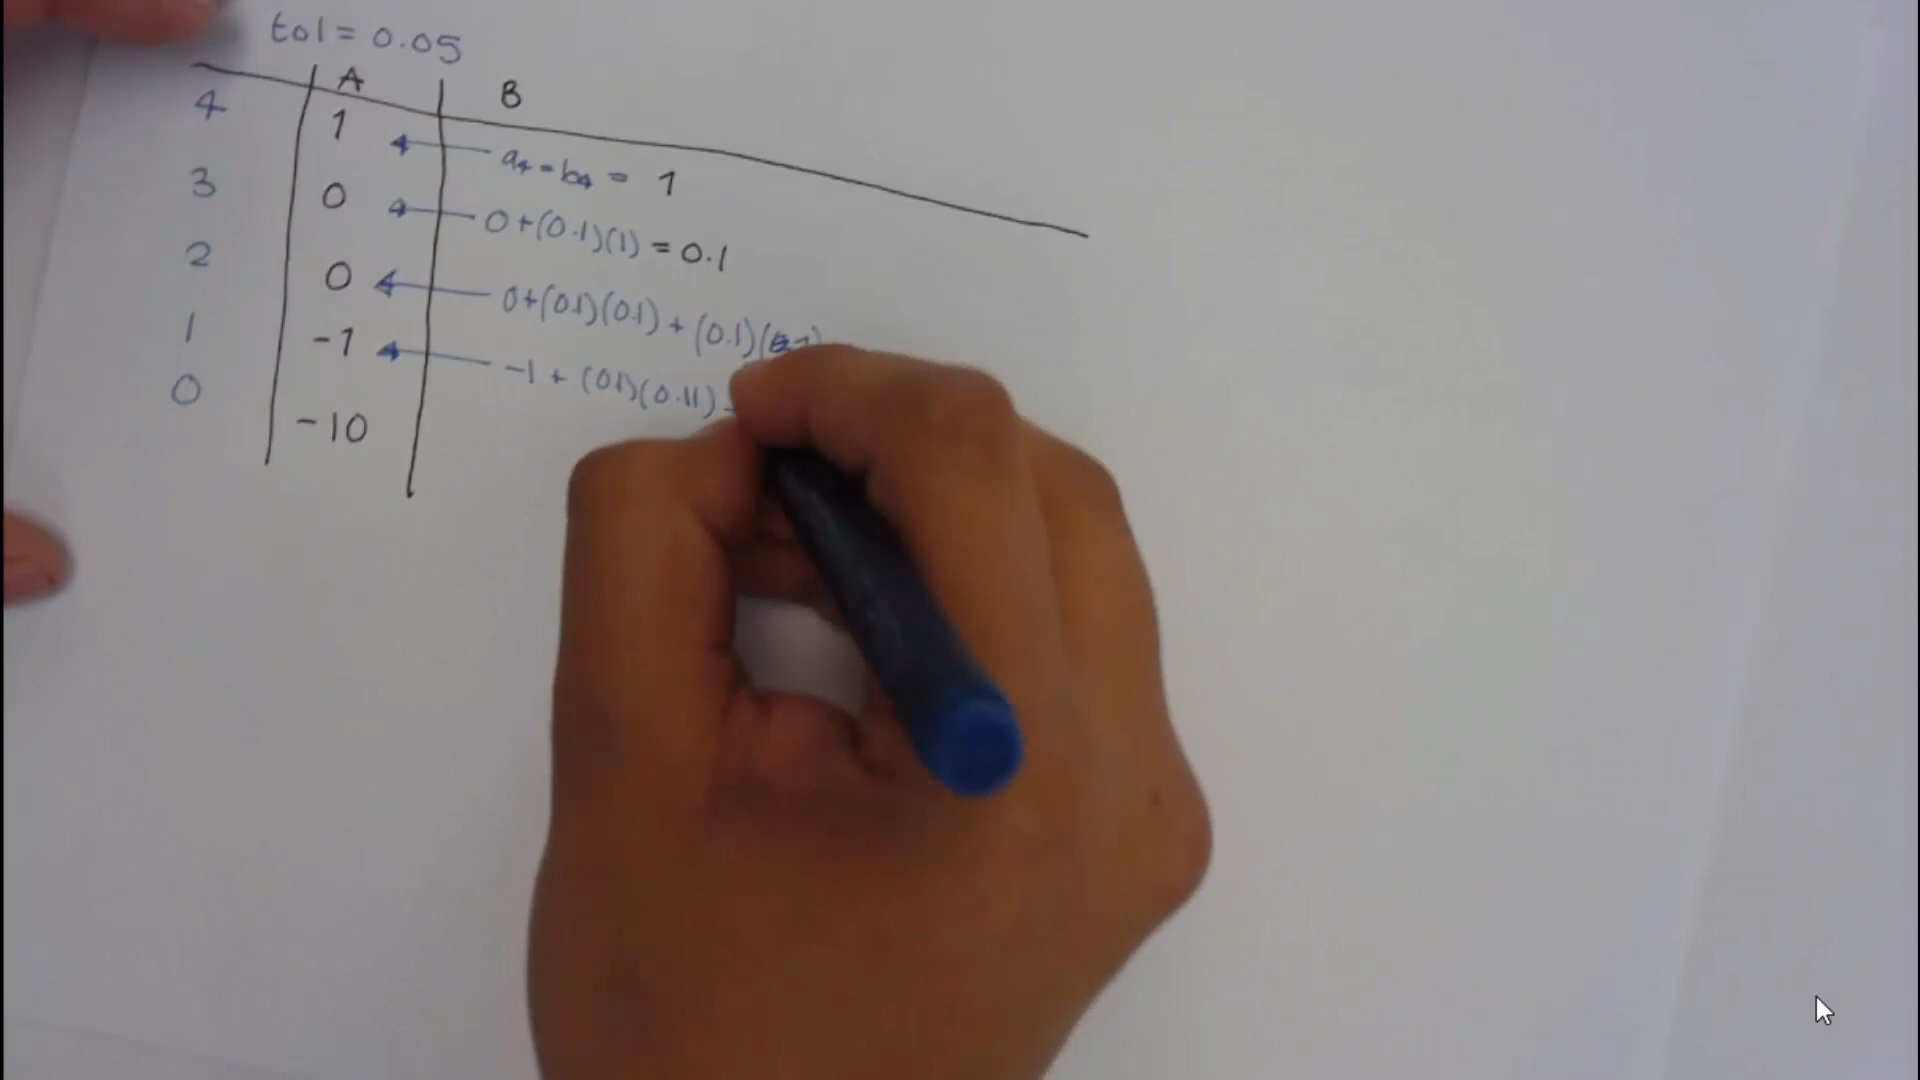 tol = 0.05
A B
4 1 a4 = b4 = 1
3 0 0+(0.1)(1) = 0.1
2 0 0+(0.1)(0.1) + (0.1)(
1 -1 -1 + (0.1)(0.11)
0 -10